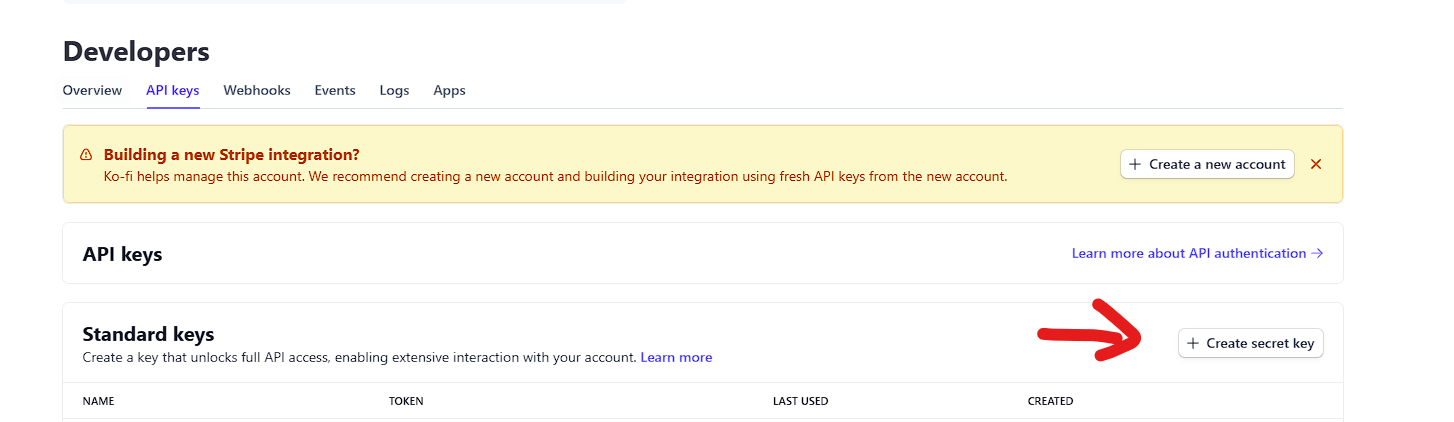 Developers
Overview API keys Webhooks Events Logs Apps
Building a new Stripe integration?
Ko-fi helps manage this account. We recommend creating a new account and building your integration using fresh API keys from the new account.
+ Create a new account
API keys
Learn more about API authentication →
Standard keys
Create a key that unlocks full API access, enabling extensive interaction with your account. Learn more
+ Create secret key
NAME TOKEN LAST USED CREATED